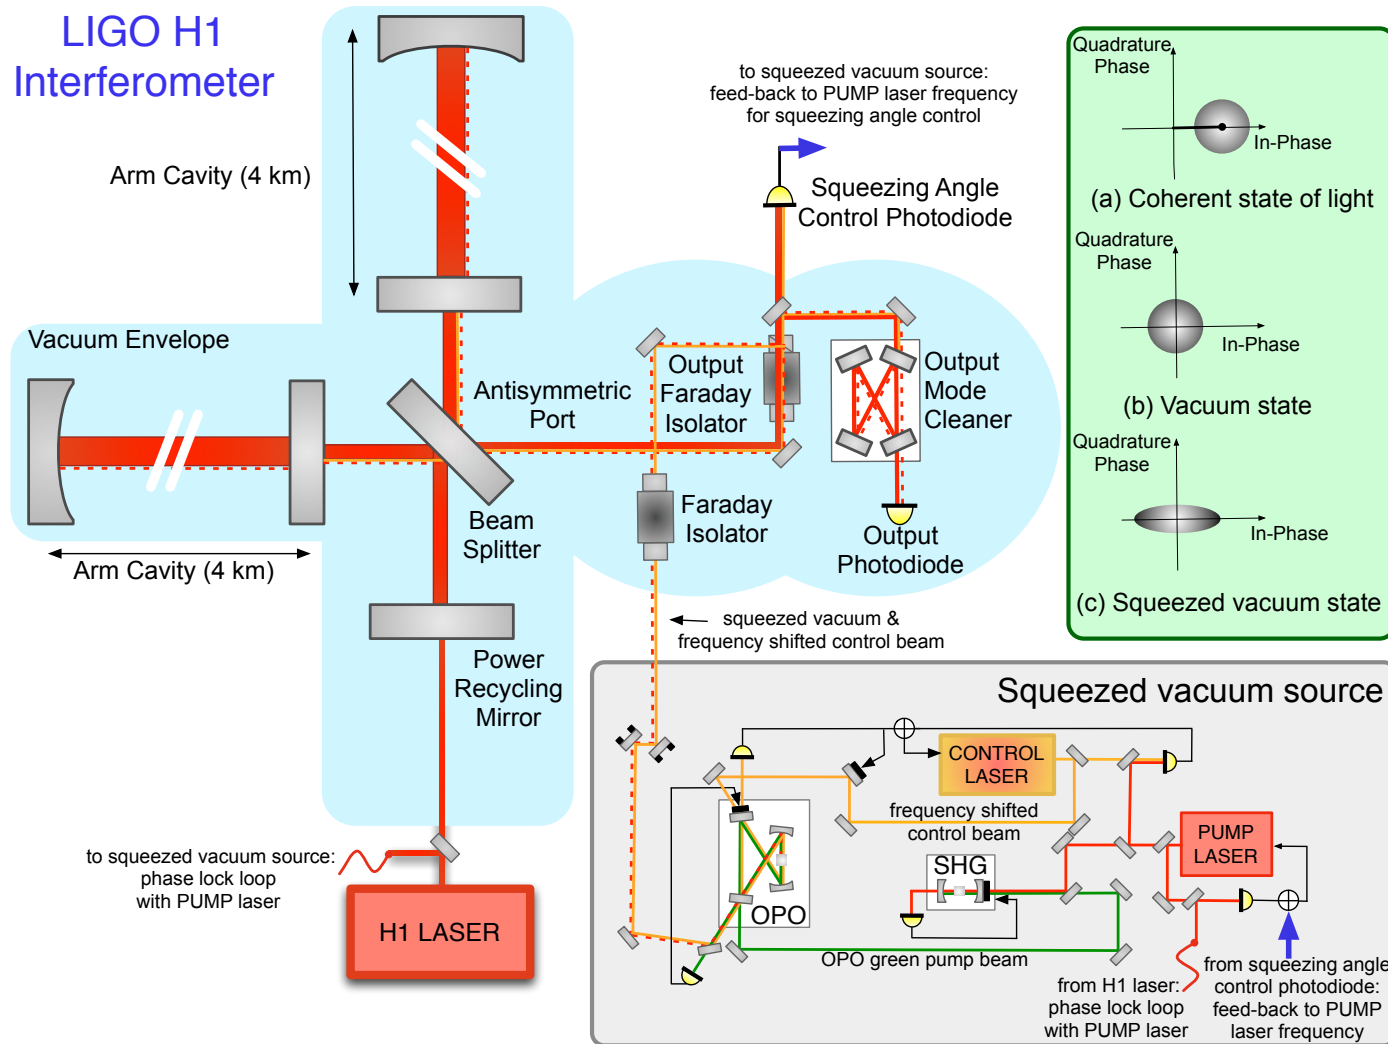 LIGO H1
Interferometer
Arm Cavity (4 km)
Vacuum Envelope
Arm Cavity (4 km)
Antisymmetric
Port
Beam
Splitter
Power
Recycling
Mirror
to squeezed vacuum source:
phase lock loop
with PUMP laser
H1 LASER
to squeezed vacuum source:
feed-back to PUMP laser frequency
for squeezing angle control
Squeezing Angle
Control Photodiode
Output
Faraday
Isolator
Output
Mode
Cleaner
Faraday
Isolator
Output
Photodiode
squeezed vacuum &
frequency shifted control beam
Quadrature
Phase
In-Phase
(a) Coherent state of light
Quadrature
Phase
In-Phase
(b) Vacuum state
Quadrature
Phase
In-Phase
(c) Squeezed vacuum state
Squeezed vacuum source
CONTROL
LASER
frequency shifted
control beam
PUMP
LASER
SHG
OPO
OPO green pump beam
from H1 laser:
phase lock loop
with PUMP laser
from squeezing angle
control photodiode:
feed-back to PUMP
laser frequency